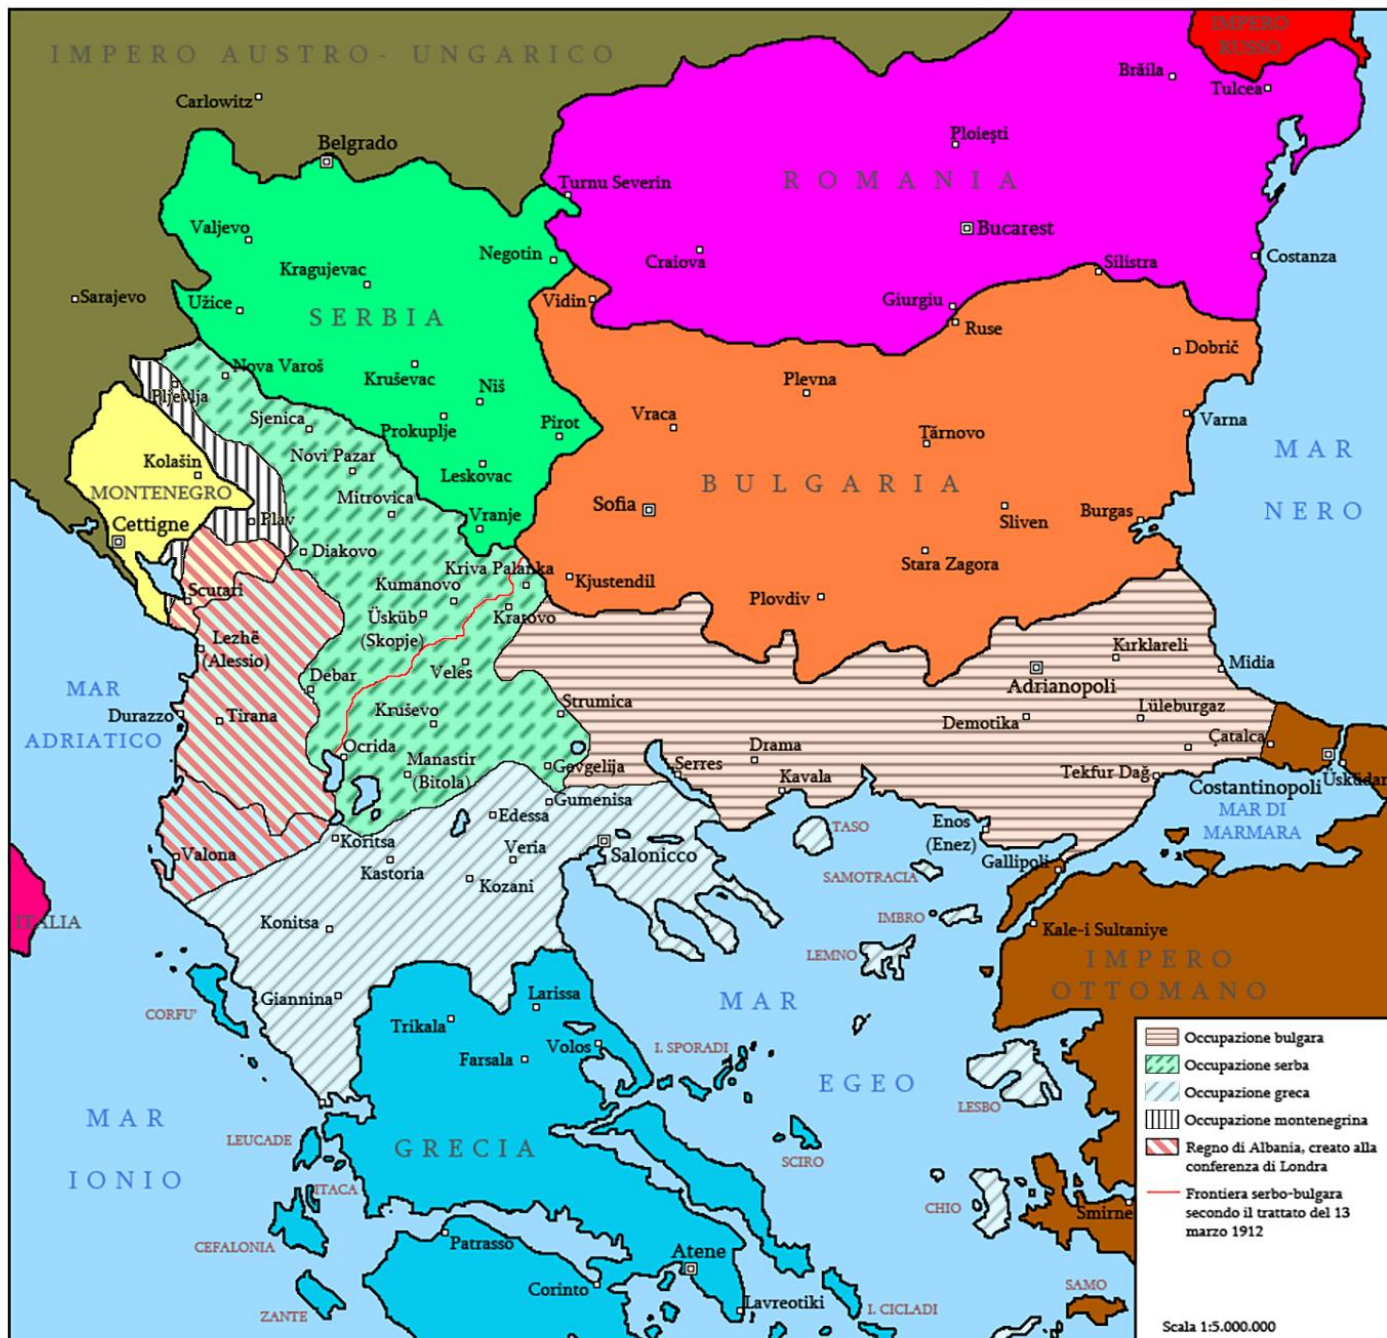 IMPERO AUSTRO- UNGARICO
IMPERO
RUSSO
Brăila
Tulcea
Carlowitz
Belgrado
Ploiești
ROMANIA
Turnu Severin
Valjevo
Bucarest
Negotin
Craiova
Costanza
Kragujevac
Silistra
Sarajevo
Užice
Vidin
Giurgiu
SERBIA
Ruse
Dobrič
Nova Varoš
Kruševac
Plevna
Pljevlja
Niš
Sjenica
Vraca
Varna
Prokuplje
Pirot
Tărnovo
MAR
NERO
Novi Pazar
Kolašin
Leskovac
MONTENEGRO
Mitrovica
BULGARIA
Sofia
Cettigne
Plav
Vranje
Sliven
Burgas
Diakovo
Kriva Palanka
Stara Zagora
Kumanovo
Kjustendil
Scutari
Plovdiv
Üsküb
(Skopje)
Kratovo
Lezhë
(Alessio)
Kırklareli
Midia
Veles
Debar
Adrianopoli
MAR
ADRIATICO
Strumica
Durazzo
Tirana
Kruševo
Demotika
Lüleburgaz
Ocrida
Çatalca
Manastir
(Bitola)
Gevgelija
Serres
Drama
Tekfur Dağ
Üsküdar
Kavala
Costantinopoli
Gumenisa
MAR DI
MARMARA
Edessa
TASO
Enos
(Enez)
Koritsa
Valona
Veria
Salonicco
Gallipoli
Kastoria
SAMOTRACIA
Kozani
ITALIA
Konitsa
IMBRO
Kale-i Sultaniye
LEMNO
IMPERO
OTTOMANO
Giannina
Larissa
MAR
EGEO
CORFU'
Trikala
Farsala
Volos
I. SPORADI
LESBO
MAR
IONIO
LEUCADE
GRECIA
SCIRO
ITACA
CHIO
Smirne
CEFALONIA
Patrasso
Atene
Corinto
SAMO
ZANTE
Lavreotiki
I. CICLADI
Occupazione bulgara
Occupazione serba
Occupazione greca
Occupazione montenegrina
Regno di Albania, creato alla
conferenza di Londra
Frontiera serbo-bulgara
secondo il trattato del 13
marzo 1912
Scala 1:5.000.000